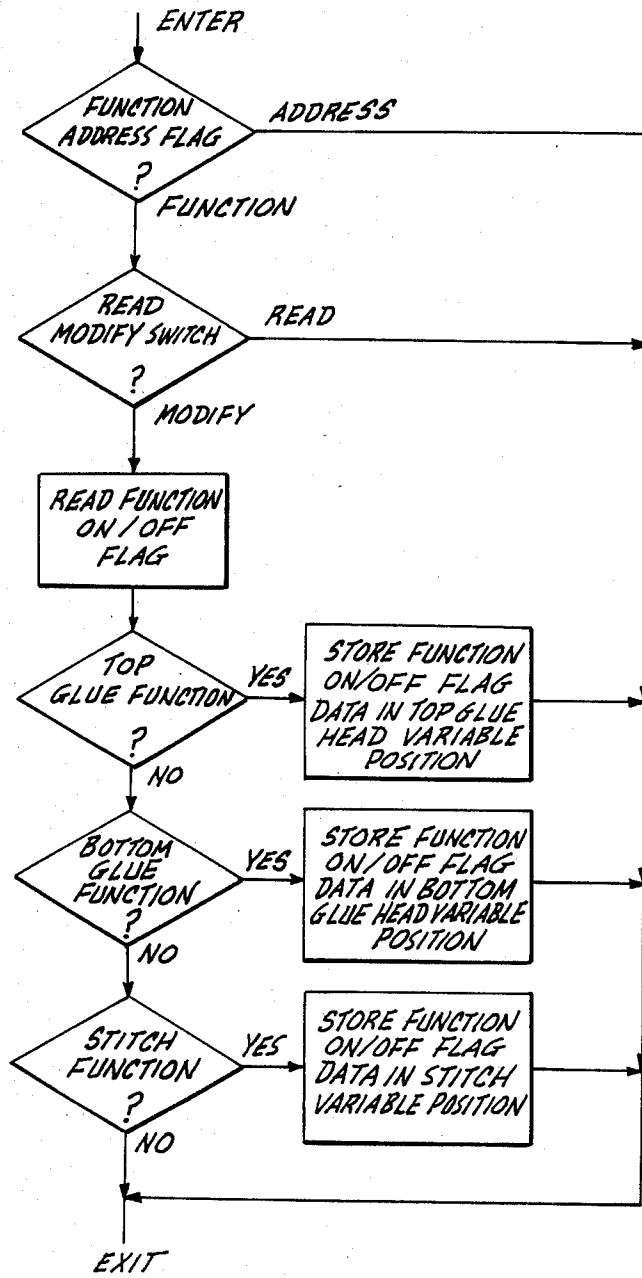 ENTER
FUNCTION
ADDRESS FLAG
?
ADDRESS
FUNCTION
READ
MODIFY SWITCH
?
READ
MODIFY
READ FUNCTION
ON/OFF
FLAG
TOP
GLUE FUNCTION
?
YES
STORE FUNCTION
ON/OFF FLAG
DATA IN TOP GLUE
HEAD VARIABLE
POSITION
NO
BOTTOM
GLUE
FUNCTION
?
YES
STORE FUNCTION
ON/OFF FLAG
DATA IN BOTTOM
GLUE HEAD VARIABLE
POSITION
NO
STITCH
FUNCTION
?
YES
STORE FUNCTION
ON/OFF FLAG
DATA IN STITCH
VARIABLE POSITION
NO
EXIT